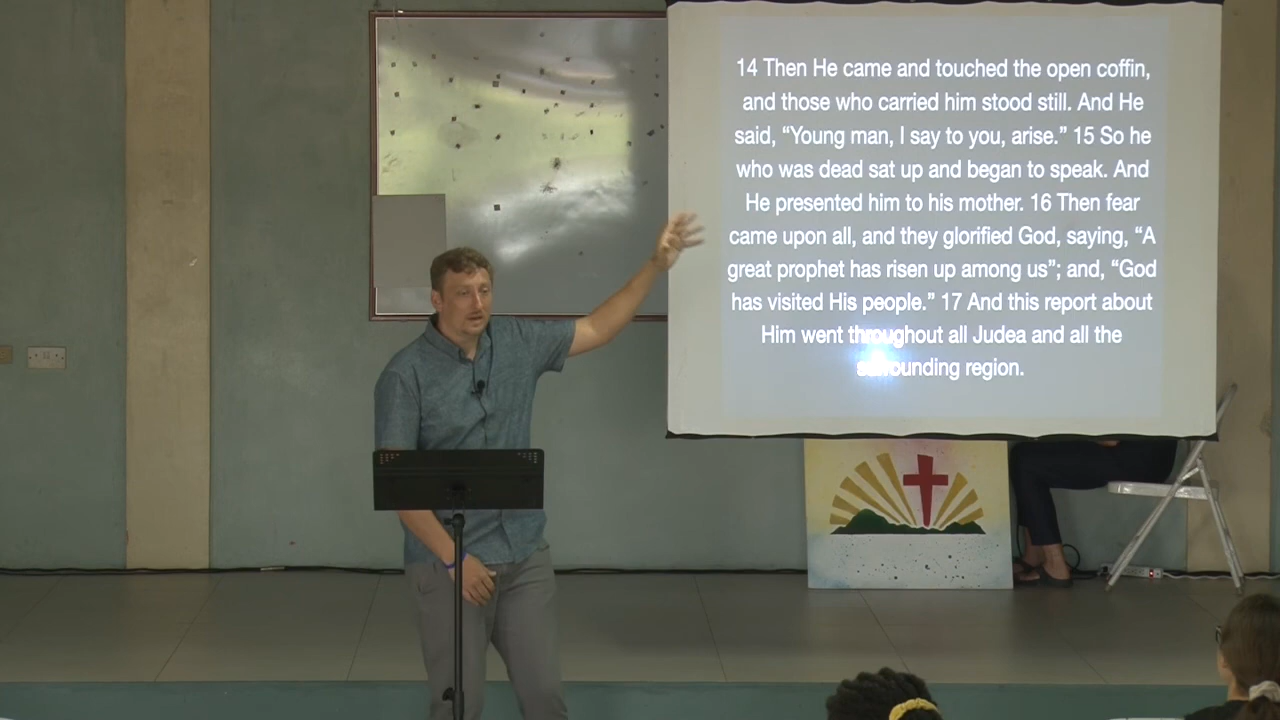 14 Then He came and touched the open coffin,
and those who carried him stood still. And He
said, “Young man, I say to you, arise.” 15 So he
who was dead sat up and began to speak. And
He presented him to his mother. 16 Then fear
came upon all, and they glorified God, saying, “A
great prophet has risen up among us”; and, “God
has visited His people.” 17 And this report about
Him went throughout all Judea and all the
surrounding region.